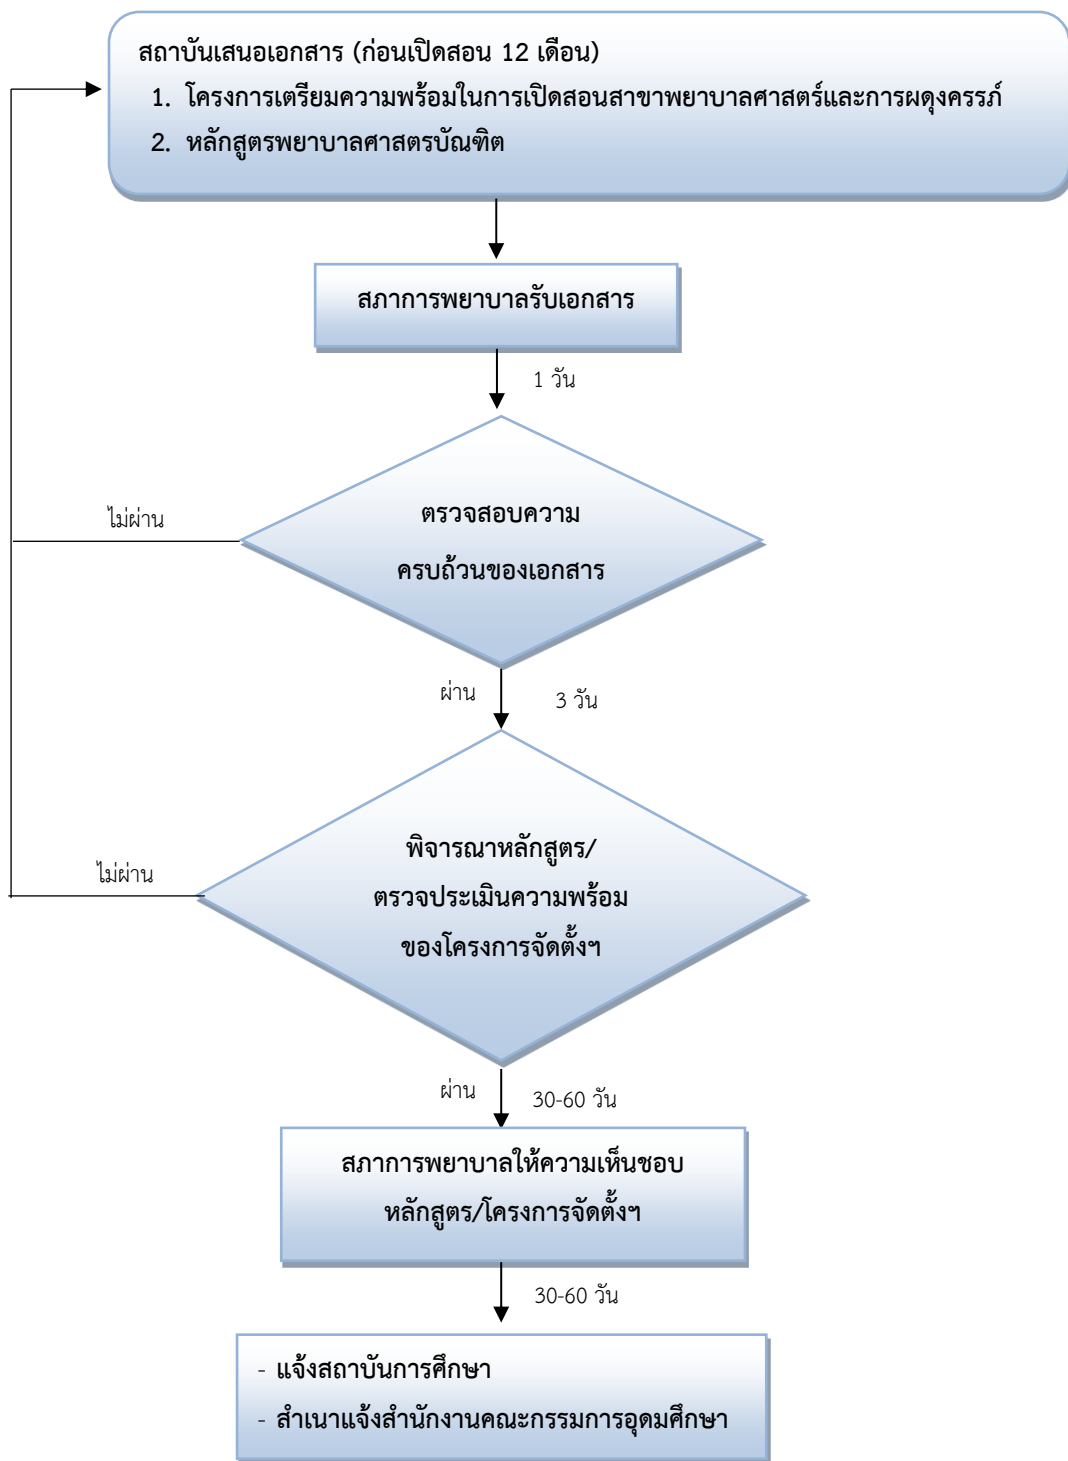 สถาบันเสนอเอกสาร (ก่อนเปิดสอน 12 เดือน)
1. โครงการเตรียมความพร้อมในการเปิดสอนสาขาพยาบาลศาสตร์และการผดุงครรภ์
2. หลักสูตรพยาบาลศาสตรบัณฑิต
สภาการพยาบาลรับเอกสาร
1 วัน
ตรวจสอบความ
ครบถ้วนของเอกสาร
ไม่ผ่าน
ผ่าน
3 วัน
พิจารณาหลักสูตร/
ตรวจประเมินความพร้อม
ของโครงการจัดตั้งฯ
ไม่ผ่าน
ผ่าน
30-60 วัน
สภาการพยาบาลให้ความเห็นชอบ
หลักสูตร/โครงการจัดตั้งฯ
30-60 วัน
- แจ้งสถาบันการศึกษา
- สำเนาแจ้งสำนักงานคณะกรรมการอุดมศึกษา